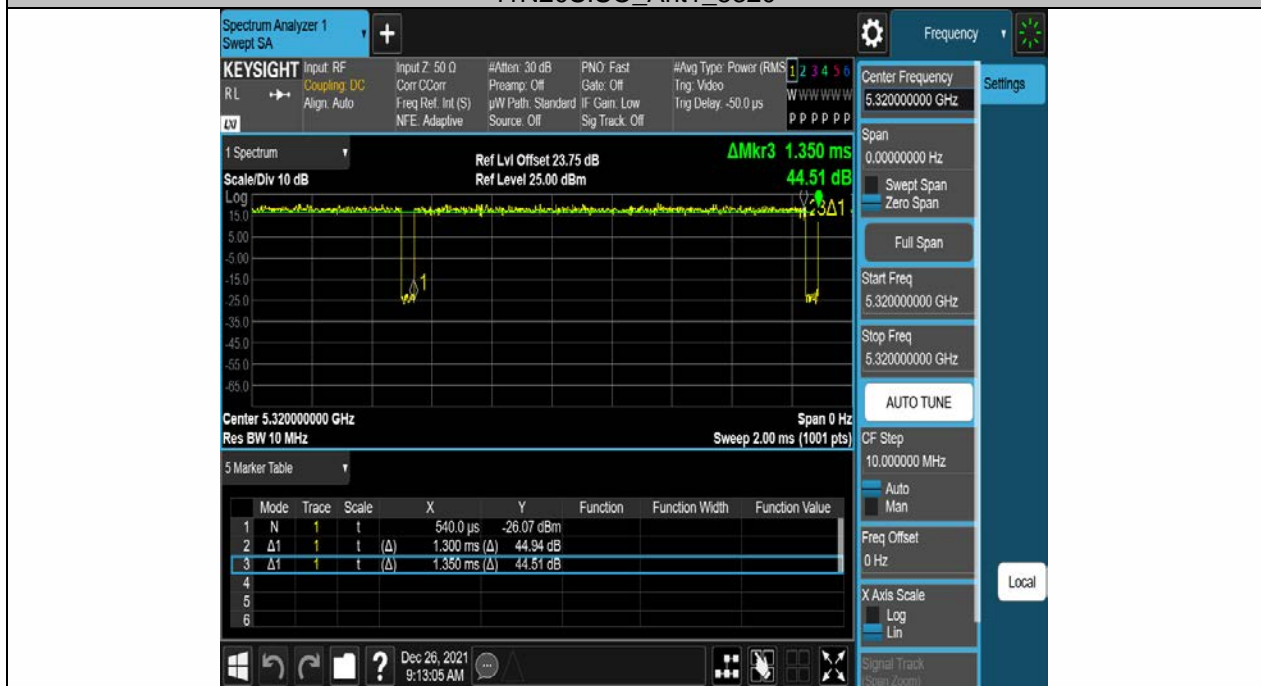 Spectrum Analyzer 1
Swept SA
+
Frequency
KEYSIGHT
RL
LXI
Input: RF
Coupling: DC
Align: Auto
Input Z: 50 Ω
Corr CCorr
Freq Ref: Int (S)
NFE: Adaptive
#Atten: 30 dB
Preamp: Off
µW Path: Standard
Source: Off
PNO: Fast
Gate: Off
IF Gain: Low
Sig Track: Off
#Avg Type: Power (RMS
Trig: Video
Trig Delay: -50.0 µs
1 2 3 4 5 6
W W W W W W
P P P P P P
1 Spectrum
Scale/Div 10 dB
Ref Lvl Offset 23.75 dB
Ref Level 25.00 dBm
ΔMkr3 1.350 ms
44.51 dB
Log
15.0
5.00
-5.00
-15.0
-25.0
-35.0
-45.0
-55.0
-65.0
1
3Δ1
Center 5.320000000 GHz
Res BW 10 MHz
Span 0 Hz
Sweep 2.00 ms (1001 pts)
5 Marker Table
Mode Trace Scale X Y Function Function Width Function Value
1 N 1 t 540.0 µs -26.07 dBm
2 Δ1 1 t (Δ) 1.300 ms (Δ) 44.94 dB
3 Δ1 1 t (Δ) 1.350 ms (Δ) 44.51 dB
4
5
6
Dec 26, 2021
9:13:05 AM
Settings
Center Frequency
5.320000000 GHz
Span
0.00000000 Hz
Swept Span
Zero Span
Full Span
Start Freq
5.320000000 GHz
Stop Freq
5.320000000 GHz
AUTO TUNE
CF Step
10.000000 MHz
Auto
Man
Freq Offset
0 Hz
X Axis Scale
Log
Lin
Signal Track
(Span Zoom)
Local